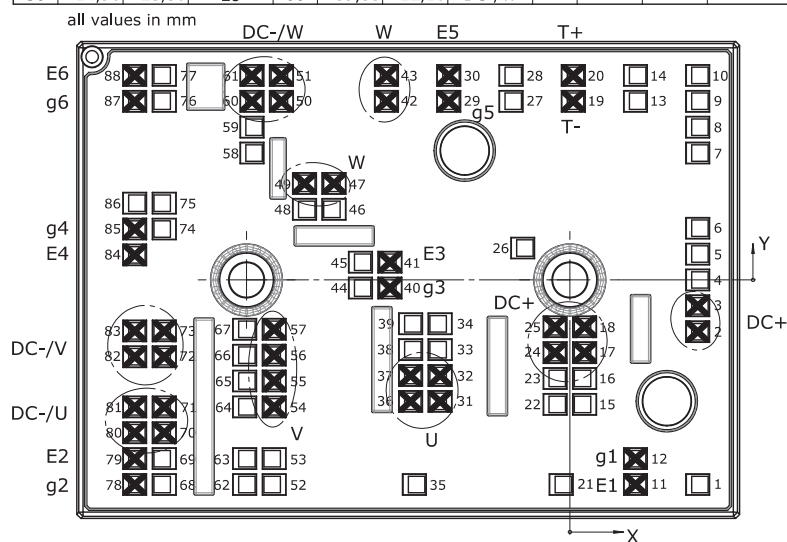 all values in mm
DC-/W W E5 T+
E6 88 77 61 51 43 30 28 20 14 10
g6 87 76 60 50 42 29 27 19 13 9
59 g5 T- 8
58 7
W
49 47
86 75 48 46
g4 85 74 6
E4 84 26 5
45 41 E3 Y
44 40 g3 4
DC+ 3
83 73 67 57 39 34 25 18 2 DC+
DC-/V 82 72 66 56 38 33 24 17
65 55 37 32 23 16
DC-/U 81 71 64 54 36 31 22 15
80 70 V U
E2 79 69 63 53 g1 12
g2 78 68 62 52 35 21 E1 11 1
X